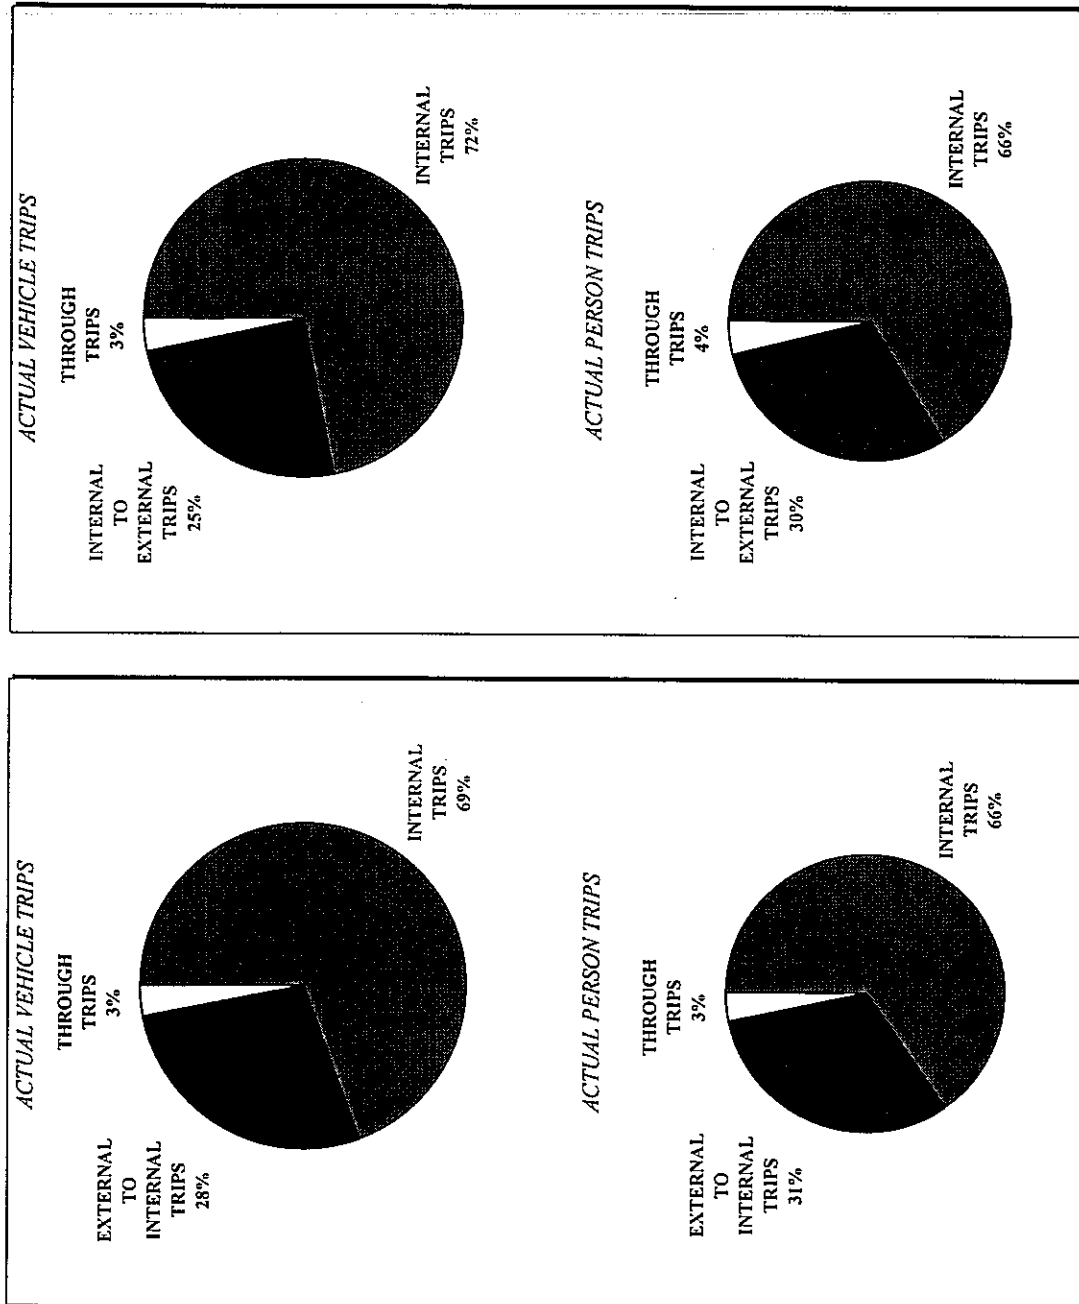 ACTUAL VEHICLE TRIPS
THROUGH
TRIPS
3%
EXTERNAL
TO
INTERNAL
TRIPS
28%
INTERNAL
TRIPS
69%
ACTUAL PERSON TRIPS
THROUGH
TRIPS
3%
EXTERNAL
TO
INTERNAL
TRIPS
31%
INTERNAL
TRIPS
66%
ACTUAL VEHICLE TRIPS
THROUGH
TRIPS
3%
INTERNAL
TO
EXTERNAL
TRIPS
25%
INTERNAL
TRIPS
72%
ACTUAL PERSON TRIPS
THROUGH
TRIPS
4%
INTERNAL
TO
EXTERNAL
TRIPS
30%
INTERNAL
TRIPS
66%